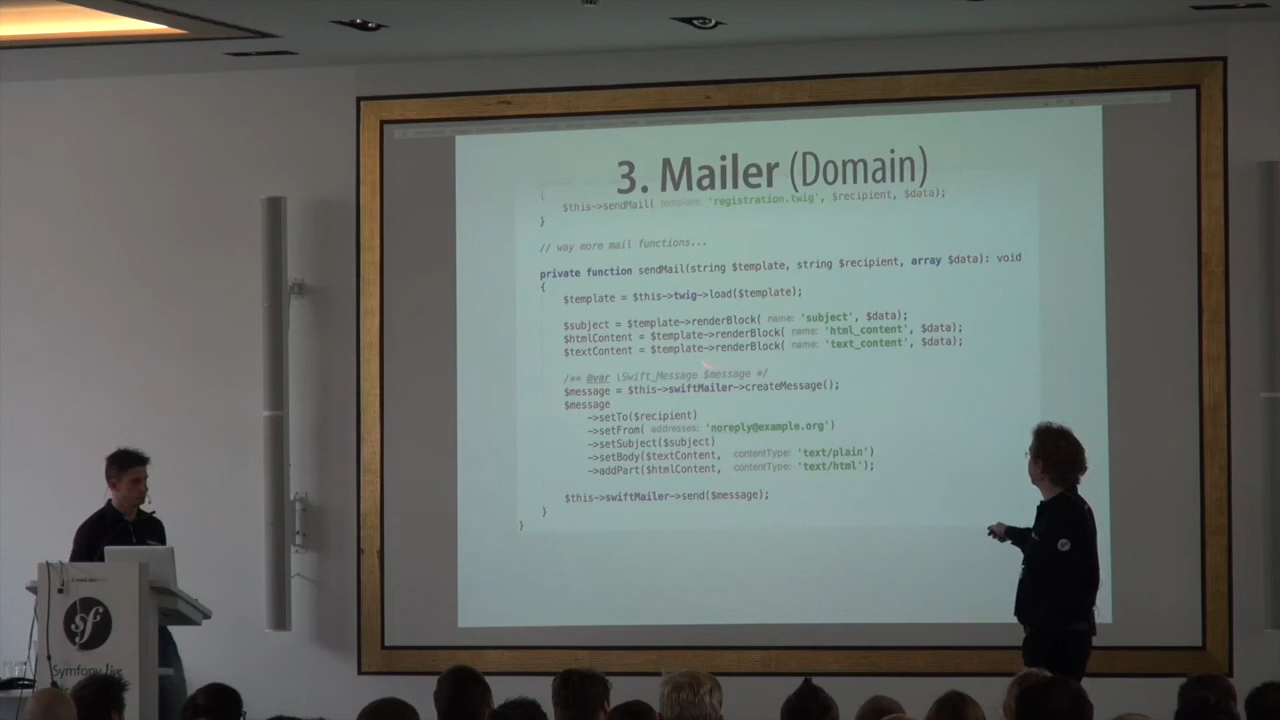 3. Mailer (Domain)
{
$this->sendMail( template: 'registration.twig', $recipient, $data);
}
// way more mail functions...
private function sendMail(string $template, string $recipient, array $data): void
{
$template = $this->twig->load($template);
$subject = $template->renderBlock( name: 'subject', $data);
$htmlContent = $template->renderBlock( name: 'html_content', $data);
$textContent = $template->renderBlock( name: 'text_content', $data);
/** @var \Swift_Message $message */
$message = $this->swiftMailer->createMessage();
$message
->setTo($recipient)
->setFrom( addresses: 'noreply@example.org')
->setSubject($subject)
->setBody($textContent, contentType: 'text/plain')
->addPart($htmlContent, contentType: 'text/html');
$this->swiftMailer->send($message);
}
}
sf
Symfony live